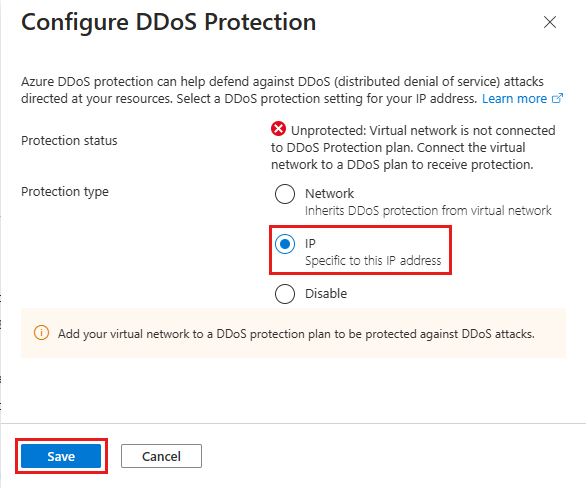 Configure DDoS Protection
Azure DDoS protection can help defend against DDoS (distributed denial of service) attacks
directed at your resources. Select a DDoS protection setting for your IP address. Learn more
Protection status
Unprotected: Virtual network is not connected
to DDoS Protection plan. Connect the virtual
network to a DDoS plan to receive protection.
Protection type
Network
Inherits DDoS protection from virtual network
IP
Specific to this IP address
Disable
Add your virtual network to a DDoS protection plan to be protected against DDoS attacks.
Save
Cancel